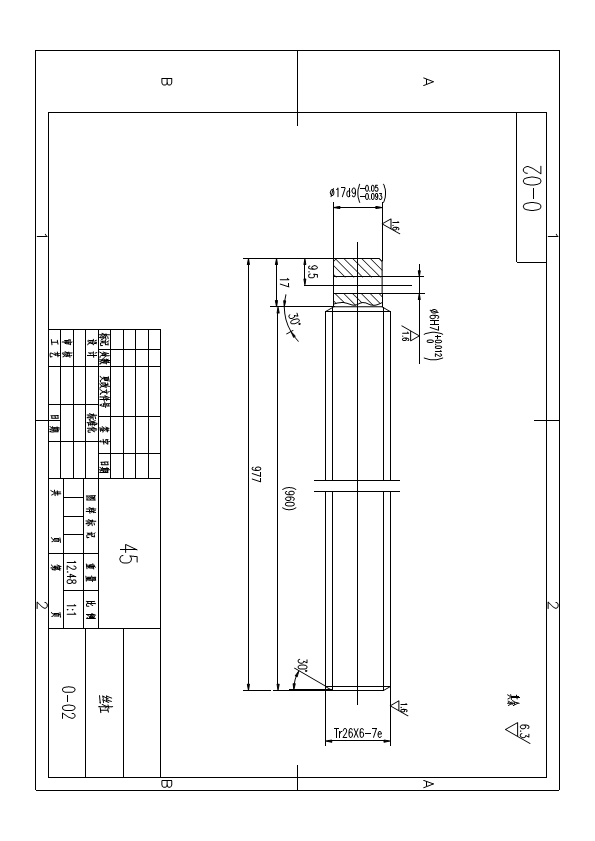 B
A
0-02
1
1
φ17d9(-0.05 -0.093)
1.6
9.5
17
φ6H7(+0.012 0)
1.6
30°
977
(960)
30°
1.6
Tr26X6-7e
其余
6.3
2
2
B
A
标记
处数
更改文件号
签字
日期
设计
标准化
审核
工艺
日期
图样标记
重量
比例
12.48
1:1
共
页
第
页
45
丝杠
0-02